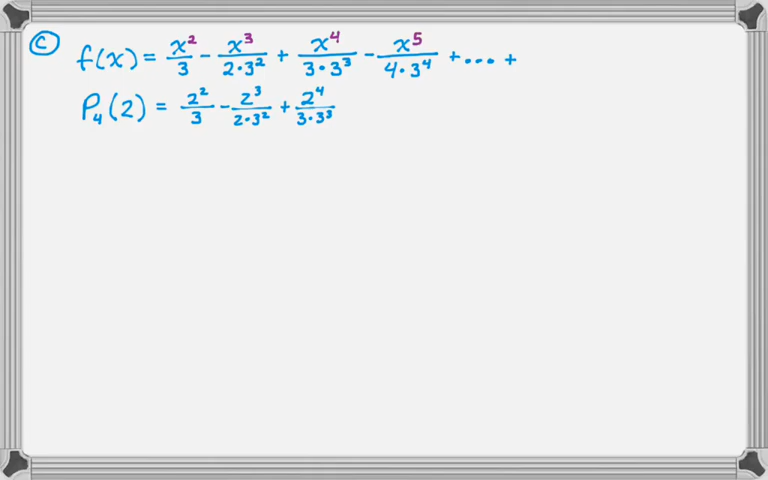 Ⓒ f(x) = x²/3 - x³/(2·3²) + x⁴/(3·3³) - x⁵/(4·3⁴) + ... +
P₄(2) = 2²/3 - 2³/(2·3²) + 2⁴/(3·3³)